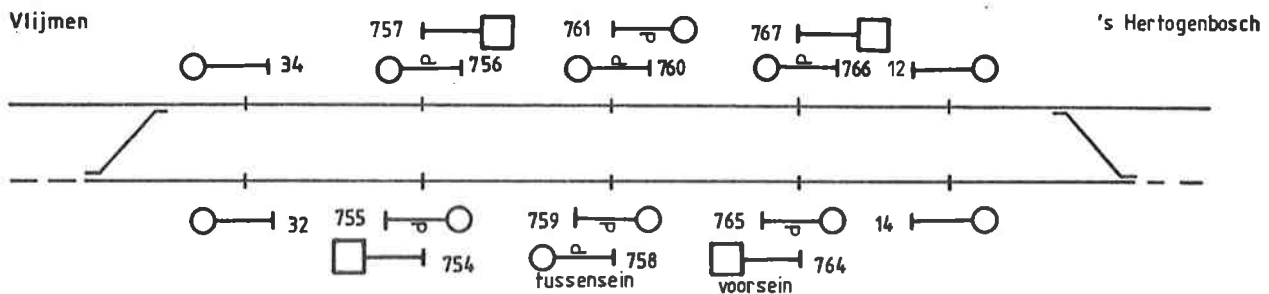 Vlijmen
757
761
767
's Hertogenbosch
34
P
756
P
P
760
P
766
12
32
755
P
759
P
765
P
14
754
P
758
764
tussensein
voorsein